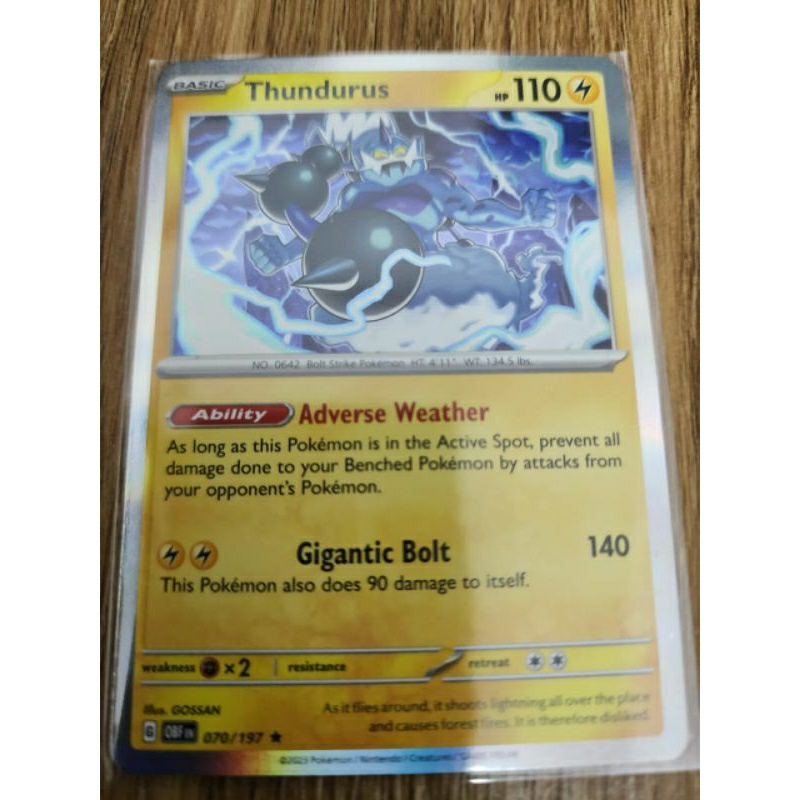 BASIC Thundurus HP 110
NO. 0642 Bolt Strike Pokémon HT: 4'11" WT: 134.5 lbs.
Ability Adverse Weather
As long as this Pokémon is in the Active Spot, prevent all
damage done to your Benched Pokémon by attacks from
your opponent's Pokémon.
Gigantic Bolt 140
This Pokémon also does 90 damage to itself.
weakness ×2 resistance retreat
Illus. GOSSAN
As it flies around, it shoots lightning all over the place
and causes forest fires. It is therefore disliked.
G OBF EN 070/197
©2023 Pokémon / Nintendo / Creatures / GAME FREAK